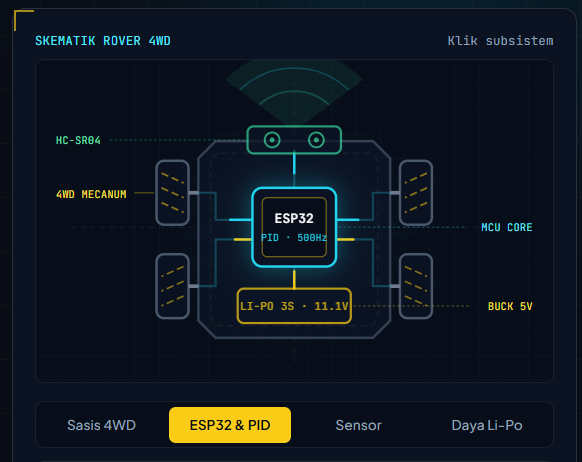 SKEMATIK ROVER 4WD
Klik subsistem
HC-SR04
4WD MECANUM
ESP32
PID · 500Hz
MCU CORE
LI-PO 3S · 11.1V
BUCK 5V
Sasis 4WD
ESP32 & PID
Sensor
Daya Li-Po